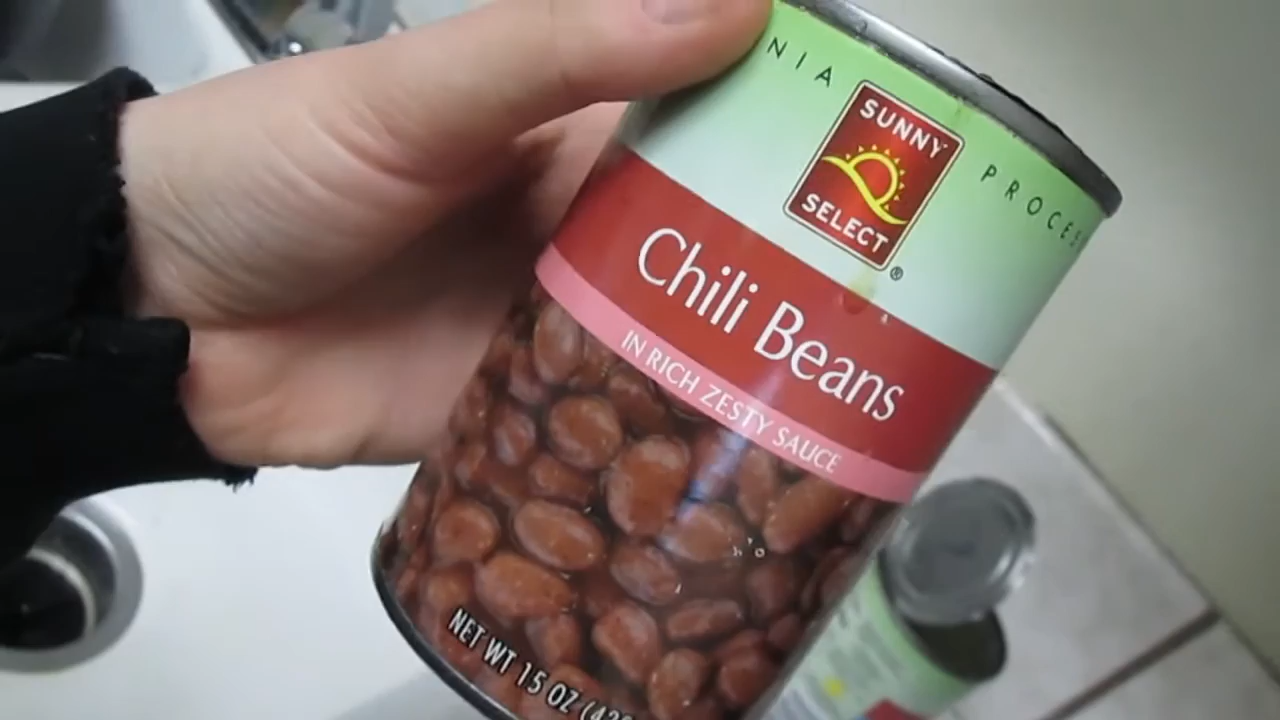 NIA
SUNNY
SELECT
®
PROCES
Chili Beans
IN RICH ZESTY SAUCE
NET WT 15 OZ